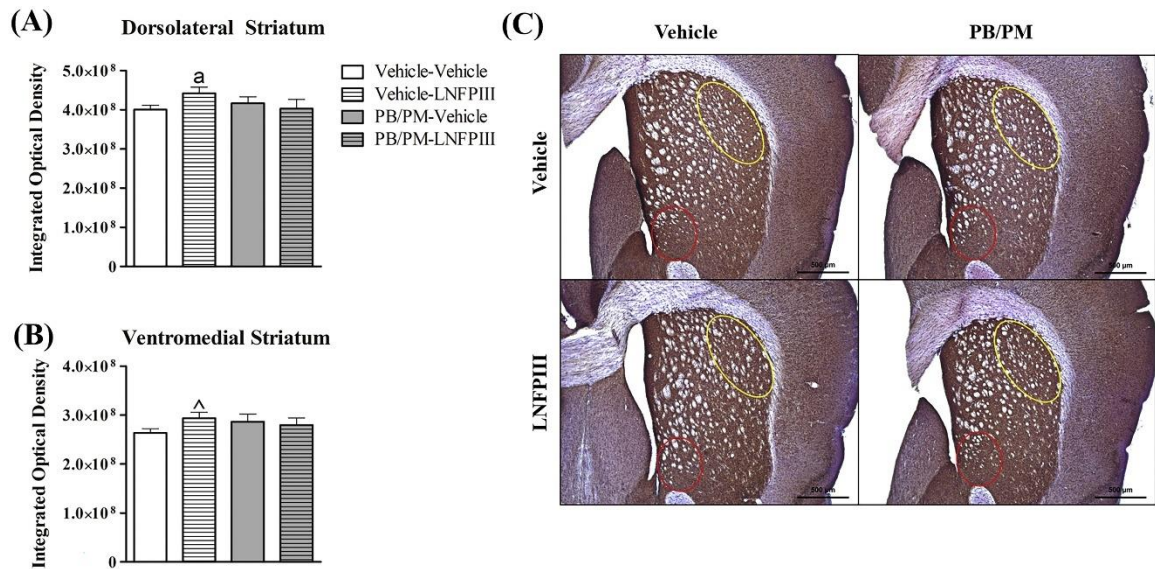 (A)
Dorsolateral Striatum
Integrated Optical Density
5.0×10⁸
4.0×10⁸
3.0×10⁸
2.0×10⁸
1.0×10⁸
0
a
Vehicle-Vehicle
Vehicle-LNFPIII
PB/PM-Vehicle
PB/PM-LNFPIII
(B)
Ventromedial Striatum
Integrated Optical Density
4.0×10⁸
3.0×10⁸
2.0×10⁸
1.0×10⁸
0
^
(C)
Vehicle
PB/PM
Vehicle
500 µm
500 µm
LNFPIII
500 µm
500 µm